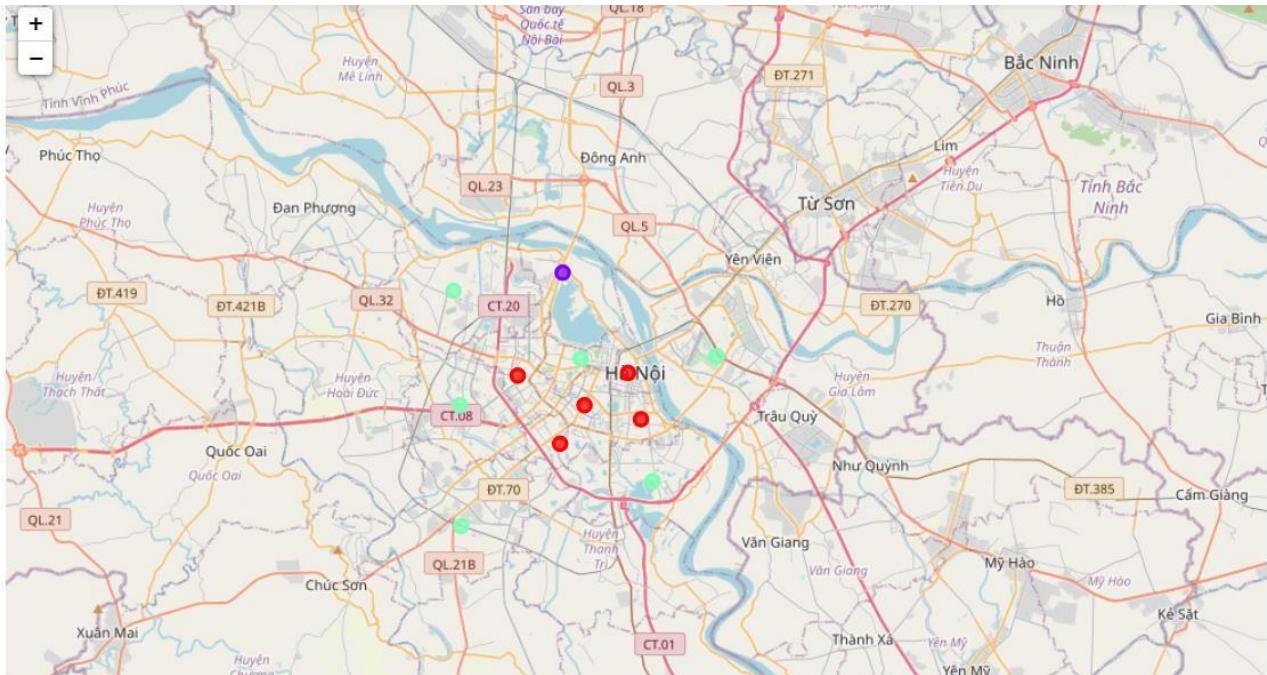 +
−
Sân bay
Quốc tế
Nội Bài
QL.18
Huyện
Mê Linh
QL.3
ĐT.271
Bắc Ninh
Tỉnh Vĩnh Phúc
Phúc Thọ
Đông Anh
Lim
Huyện
Tiên Du
QL.23
Tỉnh Bắc
Ninh
Huyện
Phúc Thọ
Đan Phượng
Từ Sơn
QL.5
Yên Viên
ĐT.419
ĐT.421B
QL.32
CT.20
ĐT.270
Hồ
Gia Bình
Thuận
Thành
Huyện
Thạch Thất
Huyện
Hoài Đức
Hà Nội
Huyện
Gia Lâm
CT.08
Trâu Quỳ
Quốc Oai
Quốc Oai
Như Quỳnh
ĐT.70
ĐT.385
Cẩm Giàng
QL.21
Huyện
Thanh
Trì
Văn Giang
QL.21B
Chúc Sơn
Văn Giang
Mỹ Hào
Mỹ Hào
Kẻ Sặt
Xuân Mai
CT.01
Thành Xá
Yên Mỹ
Huyện
Yên Mỹ